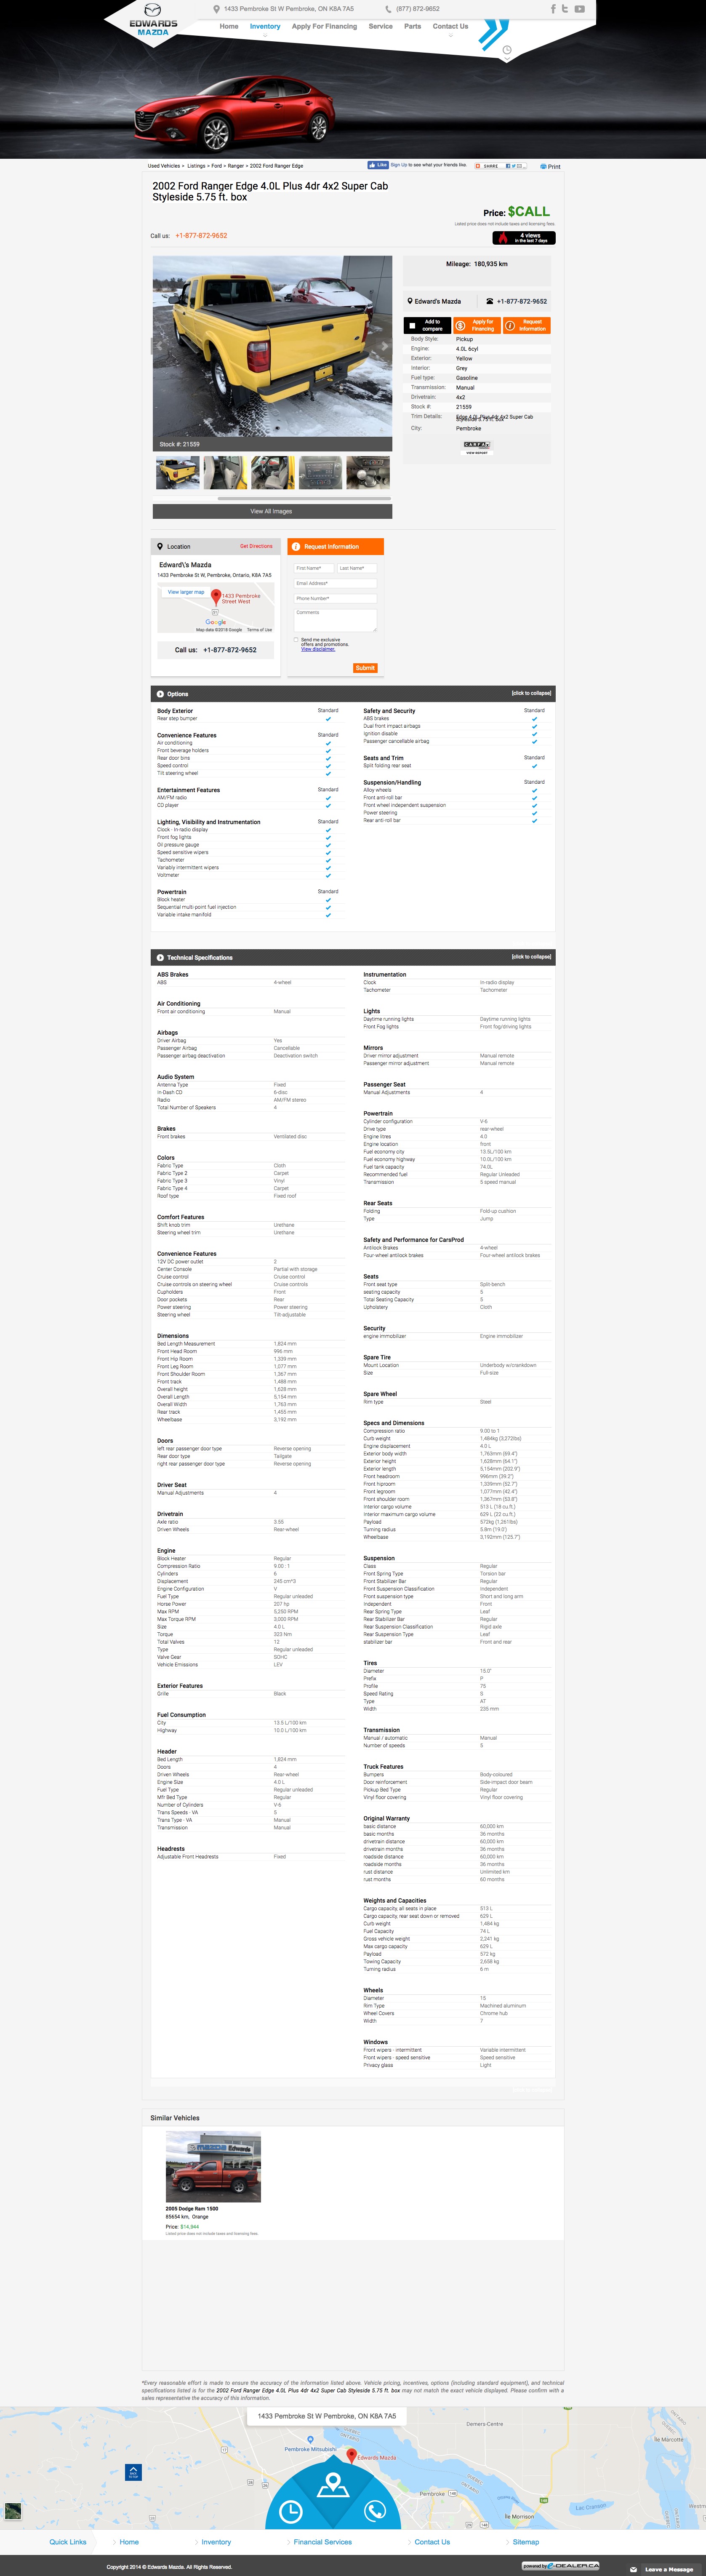 1433 Pembroke St W Pembroke, ON K8A 7A5
(877) 872-9652
EDWARDS
MAZDA
Home Inventory Apply For Financing Service Parts Contact Us
Used Vehicles » Listings » Ford » Ranger » 2002 Ford Ranger Edge
Like Sign Up to see what your friends like.
SHARE
Print
2002 Ford Ranger Edge 4.0L Plus 4dr 4x2 Super Cab
Styleside 5.75 ft. box
Price: $CALL
Listed price does not include taxes and licensing fees.
Call us: +1-877-872-9652
4 views
in the last 7 days
Mileage: 180,935 km
Edward's Mazda +1-877-872-9652
Add to compare
Apply for Financing
Request Information
Body Style: Pickup
Engine: 4.0L 6cyl
Exterior: Yellow
Interior: Grey
Fuel type: Gasoline
Transmission: Manual
Drivetrain: 4x2
Stock #: 21559
Trim Details: Edge 4.0L Plus 4dr 4x2 Super Cab
Styleside 5.75 ft. box
City: Pembroke
CARFAX
VIEW REPORT
Stock #: 21559
View All Images
Location Get Directions
Edward\'s Mazda
1433 Pembroke St W, Pembroke, Ontario, K8A 7A5
View larger map
1433 Pembroke
Street West
Google
Map data ©2018 Google Terms of Use
Call us: +1-877-872-9652
Request Information
First Name* Last Name*
Email Address*
Phone Number*
Comments
Send me exclusive
offers and promotions.
View disclaimer.
Submit
Options [click to collapse]
Body Exterior Standard
Rear step bumper
Convenience Features Standard
Air conditioning
Front beverage holders
Rear door bins
Speed control
Tilt steering wheel
Entertainment Features Standard
AM/FM radio
CD player
Lighting, Visibility and Instrumentation Standard
Clock - In-radio display
Front fog lights
Oil pressure gauge
Speed sensitive wipers
Tachometer
Variably intermittent wipers
Voltmeter
Powertrain Standard
Block heater
Sequential multi-point fuel injection
Variable intake manifold
Safety and Security Standard
ABS brakes
Dual front impact airbags
Ignition disable
Passenger cancellable airbag
Seats and Trim Standard
Split folding rear seat
Suspension/Handling Standard
Alloy wheels
Front anti-roll bar
Front wheel independent suspension
Power steering
Rear anti-roll bar
Technical Specifications [click to collapse]
ABS Brakes
ABS 4-wheel
Air Conditioning
Front air conditioning Manual
Airbags
Driver Airbag Yes
Passenger Airbag Cancellable
Passenger airbag deactivation Deactivation switch
Audio System
Antenna Type Fixed
In-Dash CD 6-disc
Radio AM/FM stereo
Total Number of Speakers 4
Brakes
Front brakes Ventilated disc
Colors
Fabric Type Cloth
Fabric Type 2 Carpet
Fabric Type 3 Vinyl
Fabric Type 4 Carpet
Roof type Fixed roof
Comfort Features
Shift knob trim Urethane
Steering wheel trim Urethane
Convenience Features
12V DC power outlet 2
Center Console Partial with storage
Cruise control Cruise control
Cruise controls on steering wheel Cruise controls
Cupholders Front
Door pockets Rear
Power steering Power steering
Steering wheel Tilt-adjustable
Dimensions
Bed Length Measurement 1,824 mm
Front Head Room 996 mm
Front Hip Room 1,339 mm
Front Leg Room 1,077 mm
Front Shoulder Room 1,367 mm
Front track 1,488 mm
Overall height 1,628 mm
Overall Length 5,154 mm
Overall Width 1,763 mm
Rear track 1,455 mm
Wheelbase 3,192 mm
Doors
left rear passenger door type Reverse opening
Rear door type Tailgate
right rear passenger door type Reverse opening
Driver Seat
Manual Adjustments 4
Drivetrain
Axle ratio 3.55
Driven Wheels Rear-wheel
Engine
Block Heater Regular
Compression Ratio 9.00 : 1
Cylinders 6
Displacement 245 cm^3
Engine Configuration V
Fuel Type Regular unleaded
Horse Power 207 hp
Max RPM 5,250 RPM
Max Torque RPM 3,000 RPM
Size 4.0 L
Torque 323 Nm
Total Valves 12
Type Regular unleaded
Valve Gear SOHC
Vehicle Emissions LEV
Exterior Features
Grille Black
Fuel Consumption
City 13.5 L/100 km
Highway 10.0 L/100 km
Header
Bed Length 1,824 mm
Doors 4
Driven Wheels Rear-wheel
Engine Size 4.0 L
Fuel Type Regular unleaded
Mfr Bed Type Regular
Number of Cylinders V-6
Trans Speeds - VA 5
Trans Type - VA Manual
Transmission Manual
Headrests
Adjustable Front Headrests Fixed
Instrumentation
Clock In-radio display
Tachometer Tachometer
Lights
Daytime running lights Daytime running lights
Front Fog lights Front fog/driving lights
Mirrors
Driver mirror adjustment Manual remote
Passenger mirror adjustment Manual remote
Passenger Seat
Manual Adjustments 4
Powertrain
Cylinder configuration V-6
Drive type rear-wheel
Engine litres 4.0
Engine location front
Fuel economy city 13.5L/100 km
Fuel economy highway 10.0L/100 km
Fuel tank capacity 74.0L
Recommended fuel Regular Unleaded
Transmission 5 speed manual
Rear Seats
Folding Fold-up cushion
Type Jump
Safety and Performance for CarsProd
Antilock Brakes 4-wheel
Four-wheel antilock brakes Four-wheel antilock brakes
Seats
Front seat type Split-bench
seating capacity 5
Total Seating Capacity 5
Upholstery Cloth
Security
engine immobilizer Engine immobilizer
Spare Tire
Mount Location Underbody w/crankdown
Size Full-size
Spare Wheel
Rim type Steel
Specs and Dimensions
Compression ratio 9.00 to 1
Curb weight 1,484kg (3,272lbs)
Engine displacement 4.0 L
Exterior body width 1,763mm (69.4")
Exterior height 1,628mm (64.1")
Exterior length 5,154mm (202.9")
Front headroom 996mm (39.2")
Front hiproom 1,339mm (52.7")
Front legroom 1,077mm (42.4")
Front shoulder room 1,367mm (53.8")
Interior cargo volume 513 L (18 cu.ft.)
Interior maximum cargo volume 629 L (22 cu.ft.)
Payload 572kg (1,261lbs)
Turning radius 5.8m (19.0')
Wheelbase 3,192mm (125.7")
Suspension
Class Regular
Front Spring Type Torsion bar
Front Stabilizer Bar Regular
Front Suspension Classification Independent
Front suspension type Short and long arm
Independent Front
Rear Spring Type Leaf
Rear Stabilizer Bar Regular
Rear Suspension Classification Rigid axle
Rear Suspension Type Leaf
stabilizer bar Front and rear
Tires
Diameter 15.0"
Prefix P
Profile 75
Speed Rating S
Type AT
Width 235 mm
Transmission
Manual / automatic Manual
Number of speeds 5
Truck Features
Bumpers Body-coloured
Door reinforcement Side-impact door beam
Pickup Bed Type Regular
Vinyl floor covering Vinyl floor covering
Original Warranty
basic distance 60,000 km
basic months 36 months
drivetrain distance 60,000 km
drivetrain months 36 months
roadside distance 60,000 km
roadside months 36 months
rust distance Unlimited km
rust months 60 months
Weights and Capacities
Cargo capacity, all seats in place 513 L
Cargo capacity, rear seat down or removed 629 L
Curb weight 1,484 kg
Fuel Capacity 74 L
Gross vehicle weight 2,241 kg
Max cargo capacity 629 L
Payload 572 kg
Towing Capacity 2,658 kg
Turning radius 6 m
Wheels
Diameter 15
Rim Type Machined aluminum
Wheel Covers Chrome hub
Width 7
Windows
Front wipers - intermittent Variable intermittent
Front wipers - speed sensitive Speed sensitive
Privacy glass Light
Similar Vehicles
mazda Edwards
2005 Dodge Ram 1500
85654 km, Orange
Price: $14,944
Listed price does not include taxes and licensing fees.
*Every reasonable effort is made to ensure the accuracy of the information listed above. Vehicle pricing, incentives, options (including standard equipment), and technical
specifications listed is for the 2002 Ford Ranger Edge 4.0L Plus 4dr 4x2 Super Cab Styleside 5.75 ft. box may not match the exact vehicle displayed. Please confirm with a
sales representative the accuracy of this information.
1433 Pembroke St W Pembroke, ON K8A 7A5
Demers-Centre
Île Marcotte
Pembroke Mitsubishi
Edwards Mazda
Pembroke
Île Morrison
Lac Cranson
Quick Links Home Inventory Financial Services Contact Us Sitemap
Copyright 2014 © Edwards Mazda. All Rights Reserved.
powered by e-DEALER.CA
Leave a Message